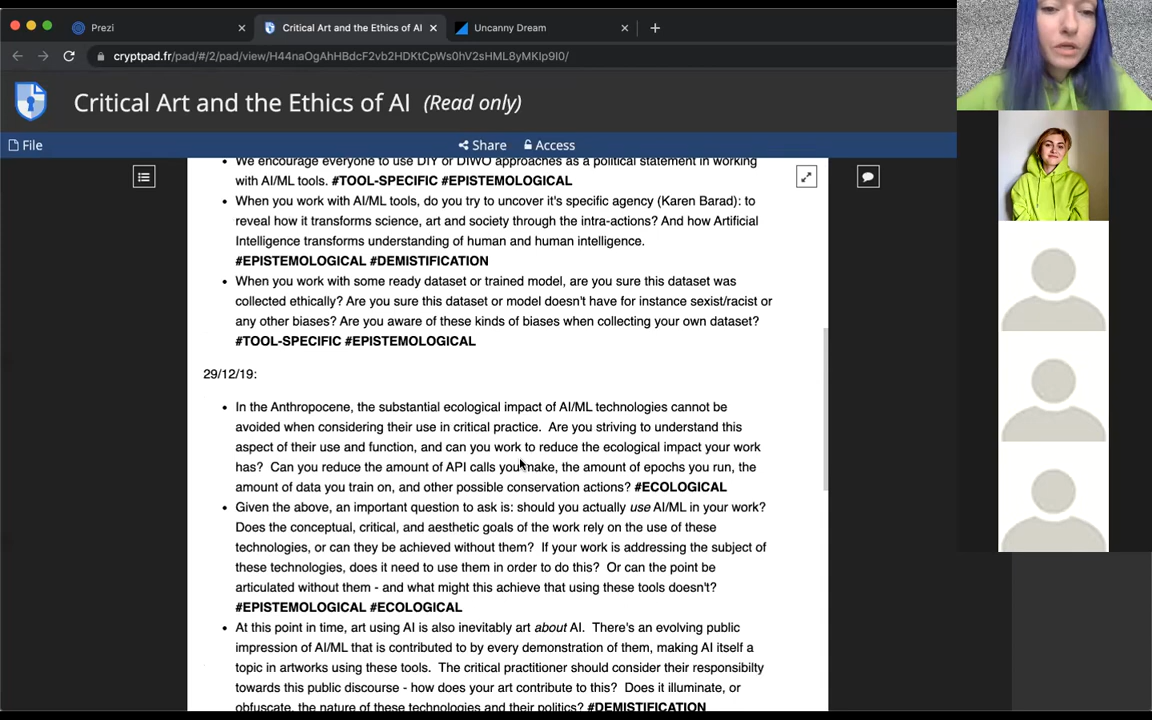 Prezi
Critical Art and the Ethics of AI
Uncanny Dream
cryptpad.fr/pad/#/2/pad/view/H44naOgAhHBdcF2vb2HDKtCpWs0hV2sHML8yMKIp9I0/
Critical Art and the Ethics of AI (Read only)
File
Share
Access
We encourage everyone to use DIY or DIWO approaches as a political statement in working
with AI/ML tools. #TOOL-SPECIFIC #EPISTEMOLOGICAL
When you work with AI/ML tools, do you try to uncover it's specific agency (Karen Barad): to
reveal how it transforms science, art and society through the intra-actions? And how Artificial
Intelligence transforms understanding of human and human intelligence.
#EPISTEMOLOGICAL #DEMISTIFICATION
When you work with some ready dataset or trained model, are you sure this dataset was
collected ethically? Are you sure this dataset or model doesn't have for instance sexist/racist or
any other biases? Are you aware of these kinds of biases when collecting your own dataset?
#TOOL-SPECIFIC #EPISTEMOLOGICAL
29/12/19:
In the Anthropocene, the substantial ecological impact of AI/ML technologies cannot be
avoided when considering their use in critical practice. Are you striving to understand this
aspect of their use and function, and can you work to reduce the ecological impact your work
has? Can you reduce the amount of API calls you make, the amount of epochs you run, the
amount of data you train on, and other possible conservation actions? #ECOLOGICAL
Given the above, an important question to ask is: should you actually use AI/ML in your work?
Does the conceptual, critical, and aesthetic goals of the work rely on the use of these
technologies, or can they be achieved without them? If your work is addressing the subject of
these technologies, does it need to use them in order to do this? Or can the point be
articulated without them - and what might this achieve that using these tools doesn't?
#EPISTEMOLOGICAL #ECOLOGICAL
At this point in time, art using AI is also inevitably art about AI. There's an evolving public
impression of AI/ML that is contributed to by every demonstration of them, making AI itself a
topic in artworks using these tools. The critical practitioner should consider their responsibilty
towards this public discourse - how does your art contribute to this? Does it illuminate, or
obfuscate, the nature of these technologies and their politics? #DEMISTIFICATION